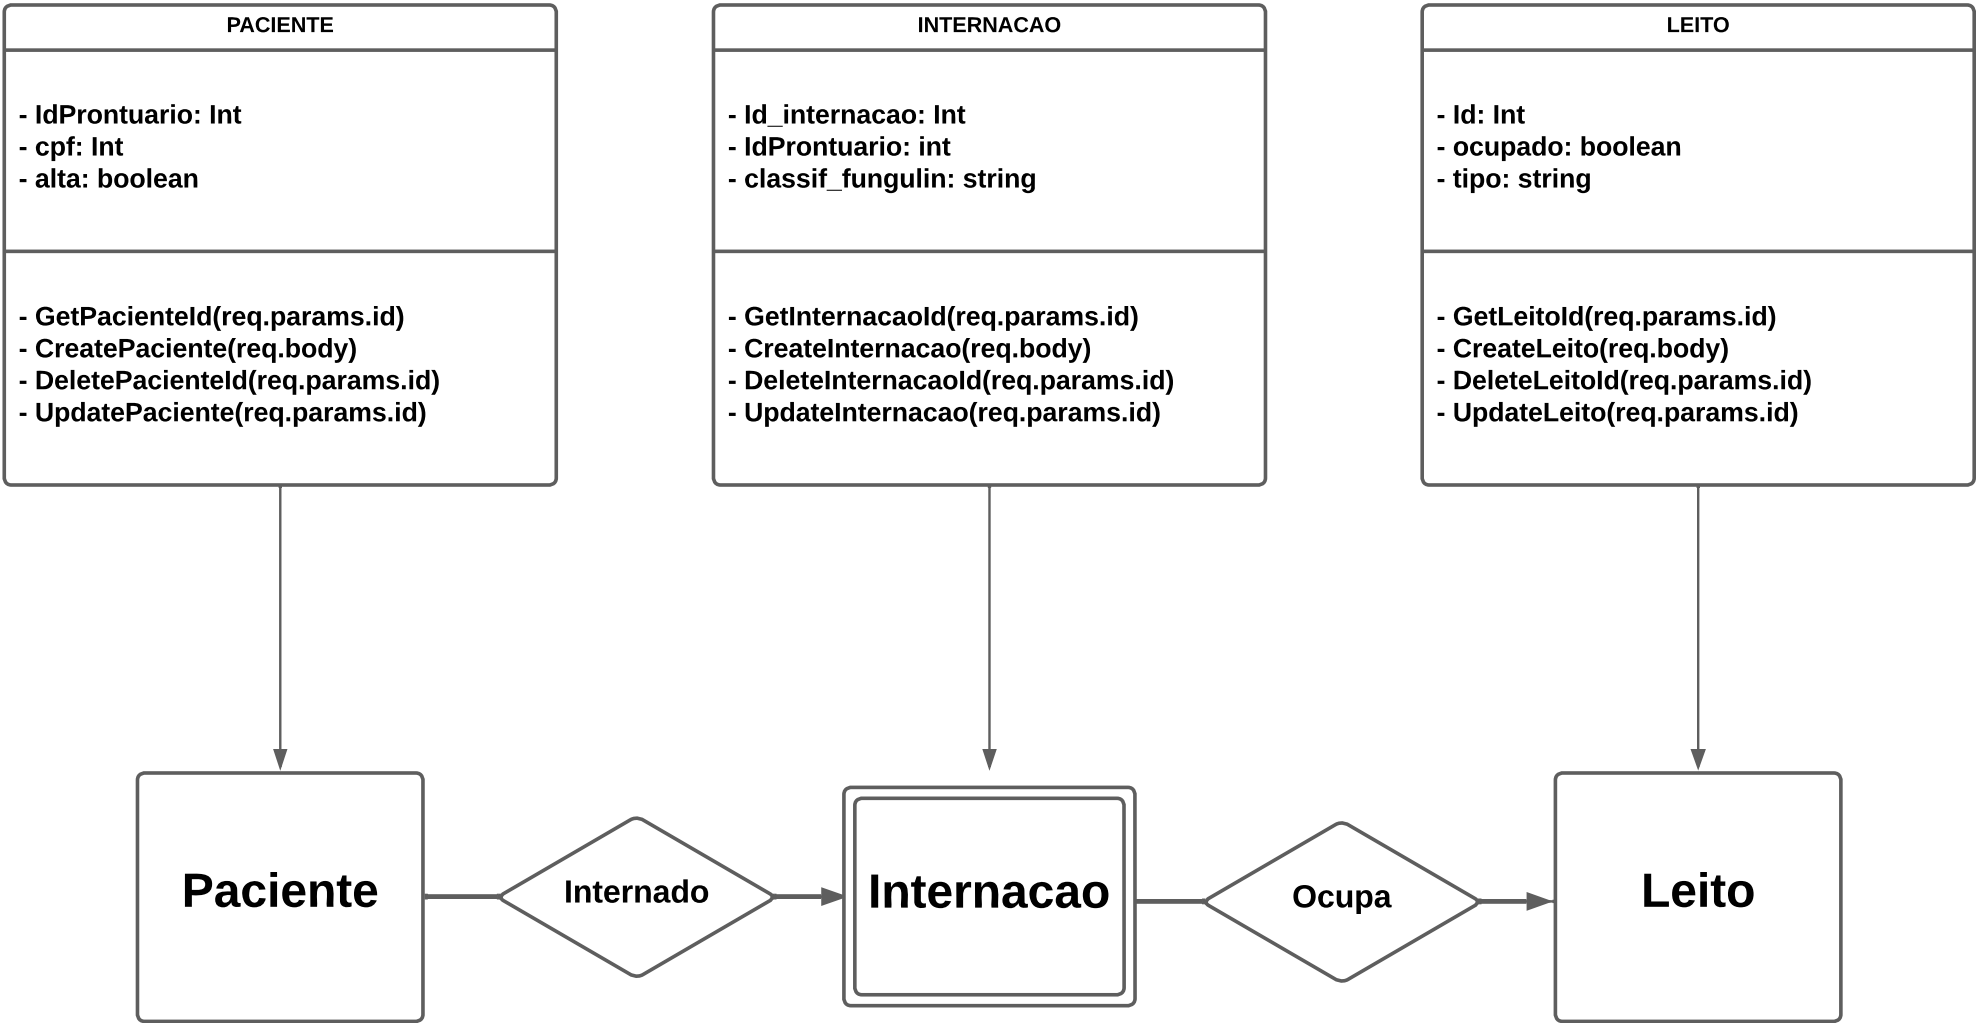 PACIENTE
- IdProntuario: Int
- cpf: Int
- alta: boolean
- GetPacienteId(req.params.id)
- CreatePaciente(req.body)
- DeletePacienteId(req.params.id)
- UpdatePaciente(req.params.id)
INTERNACAO
- Id_internacao: Int
- IdProntuario: int
- classif_fungulin: string
- GetInternacaoId(req.params.id)
- CreateInternacao(req.body)
- DeleteInternacaoId(req.params.id)
- UpdateInternacao(req.params.id)
LEITO
- Id: Int
- ocupado: boolean
- tipo: string
- GetLeitoId(req.params.id)
- CreateLeito(req.body)
- DeleteLeitoId(req.params.id)
- UpdateLeito(req.params.id)
Paciente
Internado
Internacao
Ocupa
Leito